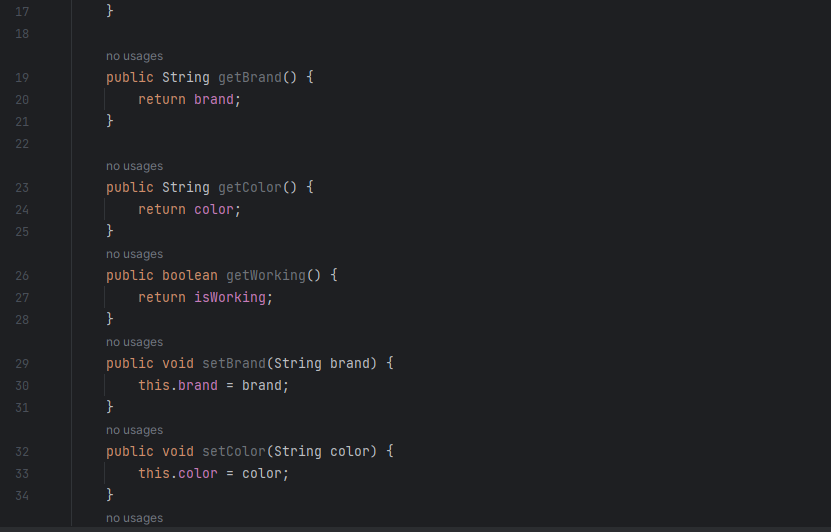 17 }
18
no usages
19 public String getBrand() {
20 return brand;
21 }
22
no usages
23 public String getColor() {
24 return color;
25 }
no usages
26 public boolean getWorking() {
27 return isWorking;
28 }
no usages
29 public void setBrand(String brand) {
30 this.brand = brand;
31 }
no usages
32 public void setColor(String color) {
33 this.color = color;
34 }
no usages